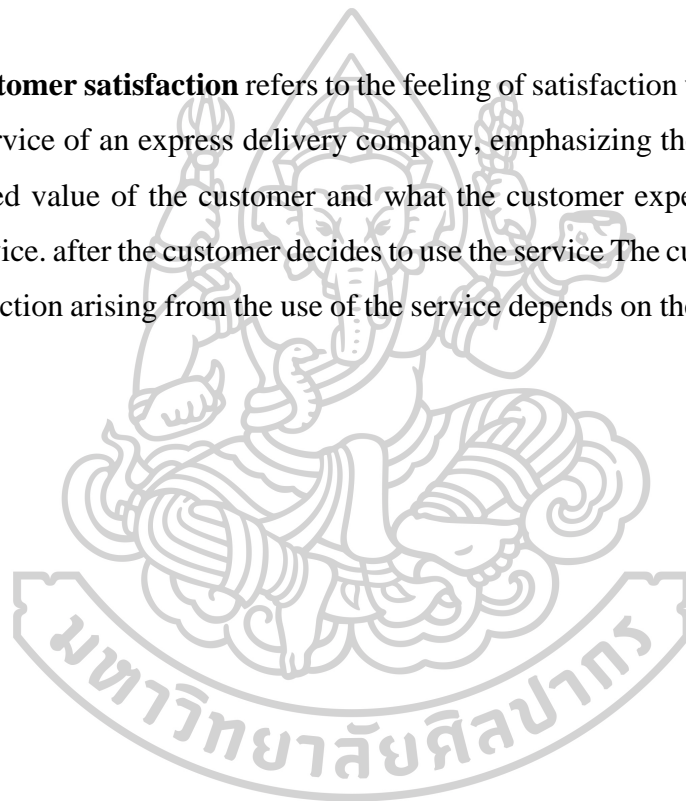 tomer satisfaction refers to the feeling of satisfaction
rvice of an express delivery company, emphasizing th
ed value of the customer and what the customer expe
vice. after the customer decides to use the service The cu
ction arising from the use of the service depends on the
มหาวิทยาลัยศิลปากร